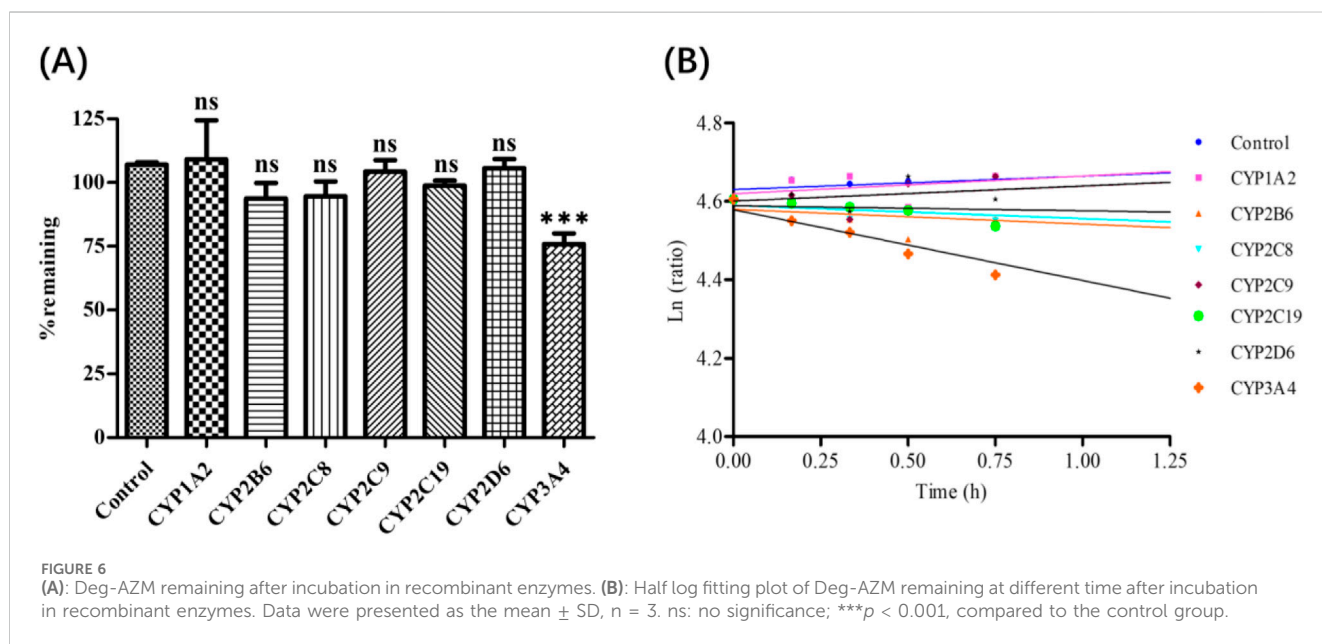 (A)
125
100
75
50
25
0
%remaining
ns
ns
ns
ns
ns
ns
***
Control
CYP1A2
CYP2B6
CYP2C8
CYP2C9
CYP2C19
CYP2D6
CYP3A4
(B)
4.8
4.6
4.4
4.2
4.0
Ln (ratio)
0.00
0.25
0.50
0.75
1.00
1.25
Time (h)
Control
CYP1A2
CYP2B6
CYP2C8
CYP2C9
CYP2C19
CYP2D6
CYP3A4
FIGURE 6
(A): Deg-AZM remaining after incubation in recombinant enzymes. (B): Half log fitting plot of Deg-AZM remaining at different time after incubation
in recombinant enzymes. Data were presented as the mean ± SD, n = 3. ns: no significance; ***p < 0.001, compared to the control group.